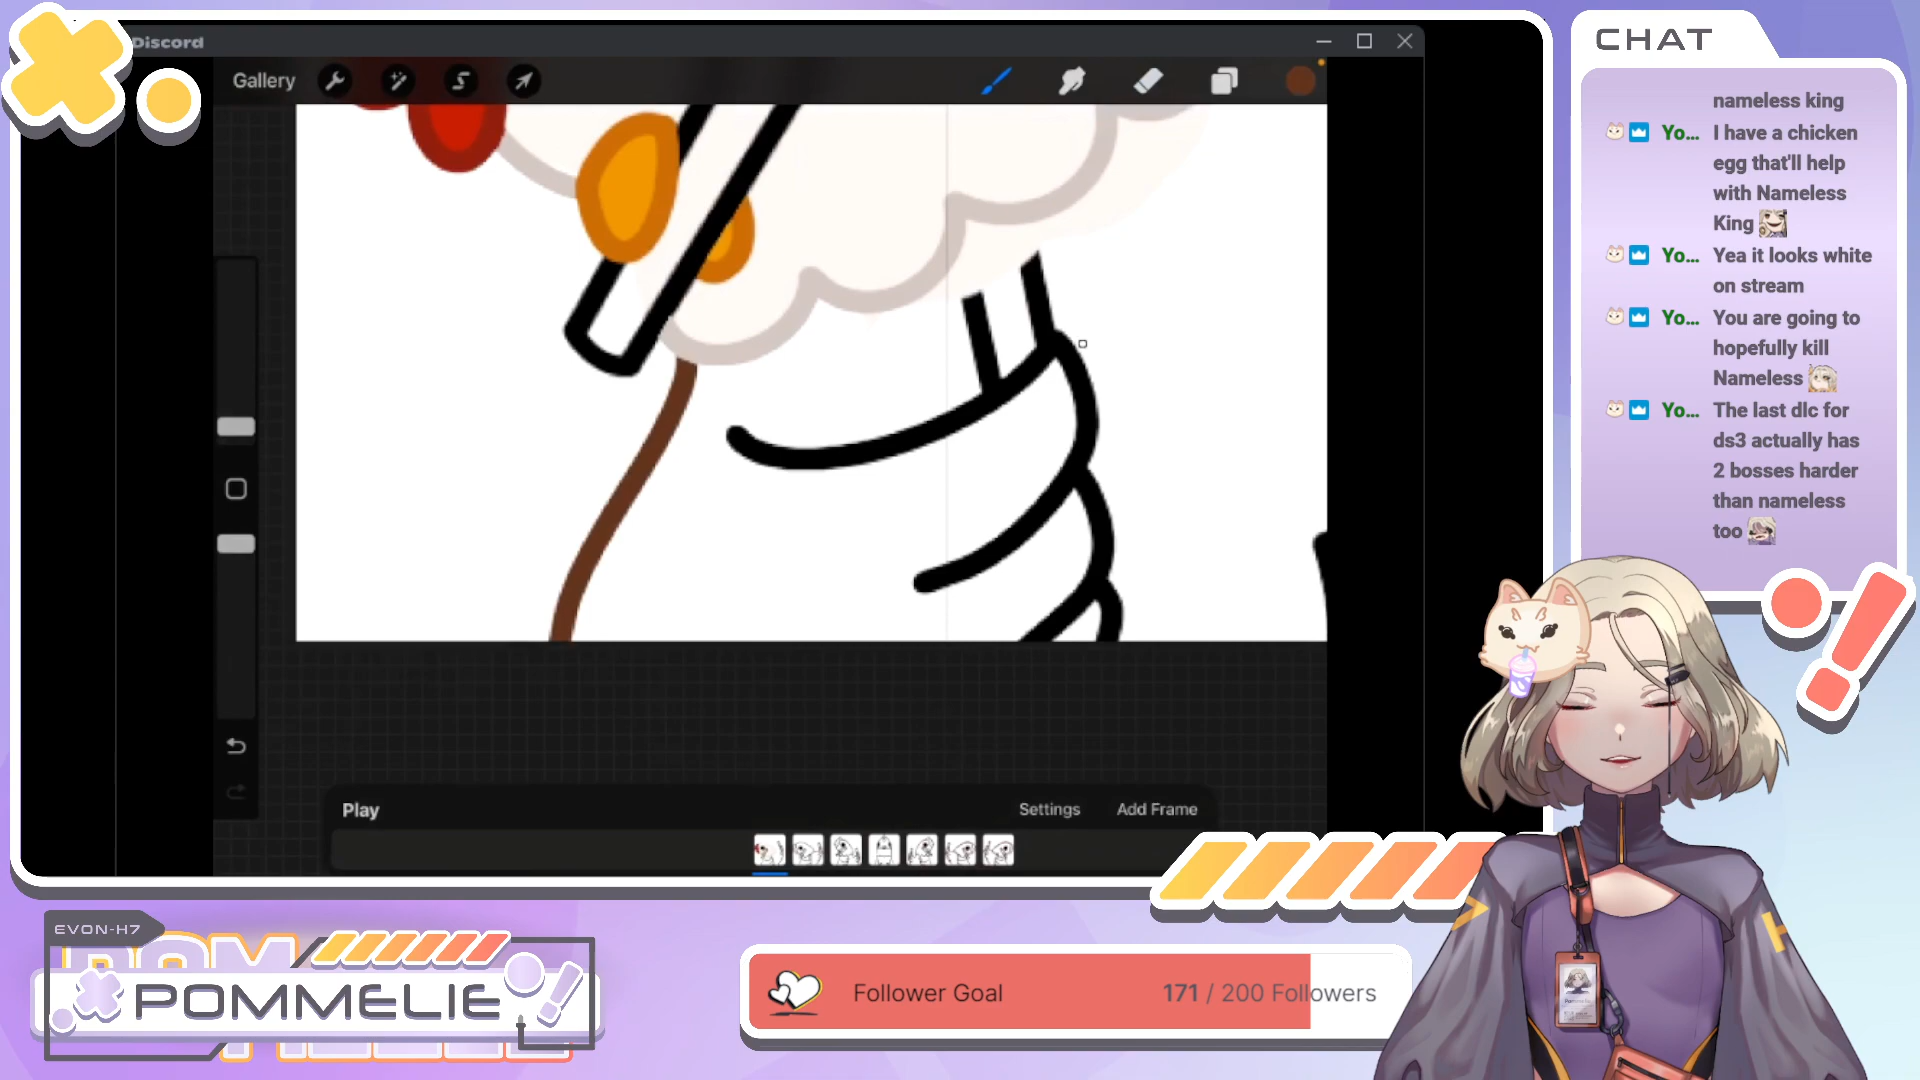 Discord
Gallery
CHAT
nameless king
Yo... I have a chicken
egg that'll help
with Nameless
King
Yo... Yea it looks white
on stream
Yo... You are going to
hopefully kill
Nameless
Yo... The last dlc for
ds3 actually has
2 bosses harder
than nameless
too
Play
Settings
Add Frame
EVON-H7
POMMELIE
Follower Goal
171 / 200 Followers